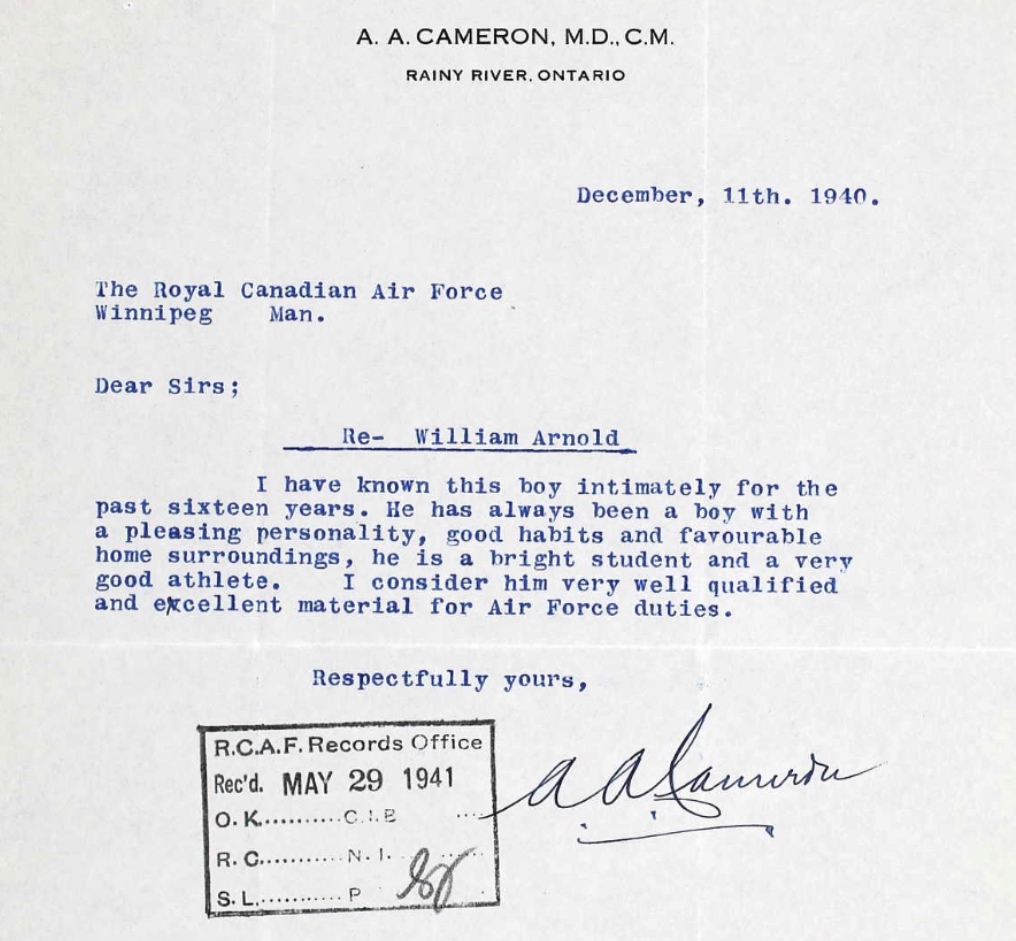 A. A. CAMERON, M.D., C.M.
RAINY RIVER, ONTARIO
December, 11th. 1940.
The Royal Canadian Air Force
Winnipeg Man.
Dear Sirs;
Re- William Arnold
I have known this boy intimately for the
past sixteen years. He has always been a boy with
a pleasing personality, good habits and favourable
home surroundings, he is a bright student and a very
good athlete. I consider him very well qualified
and excellent material for Air Force duties.
Respectfully yours,
A A Cameron
R.C.A.F. Records Office
Rec'd. MAY 29 1941
O. K..........C.I.B ....
R. C...........N. I. .......
S. L............ P